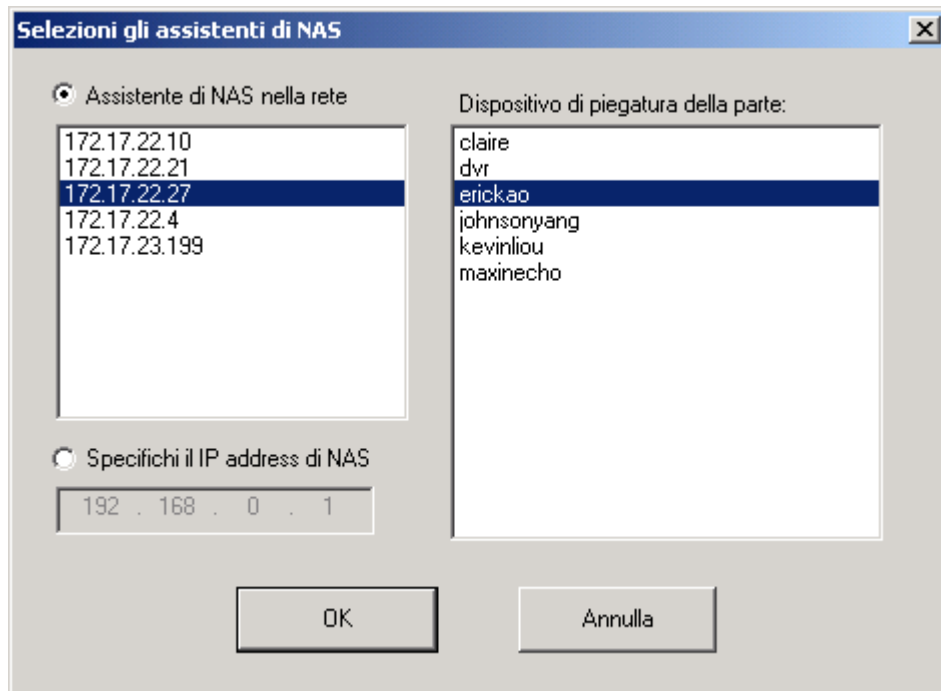 Selezioni gli assistenti di NAS
Assistente di NAS nella rete
172.17.22.10
172.17.22.21
172.17.22.27
172.17.22.4
172.17.23.199
Specifichi il IP address di NAS
192 . 168 . 0 . 1
Dispositivo di piegatura della parte:
claire
dvr
erickao
johnsonyang
kevinliou
maxinecho
OK
Annulla